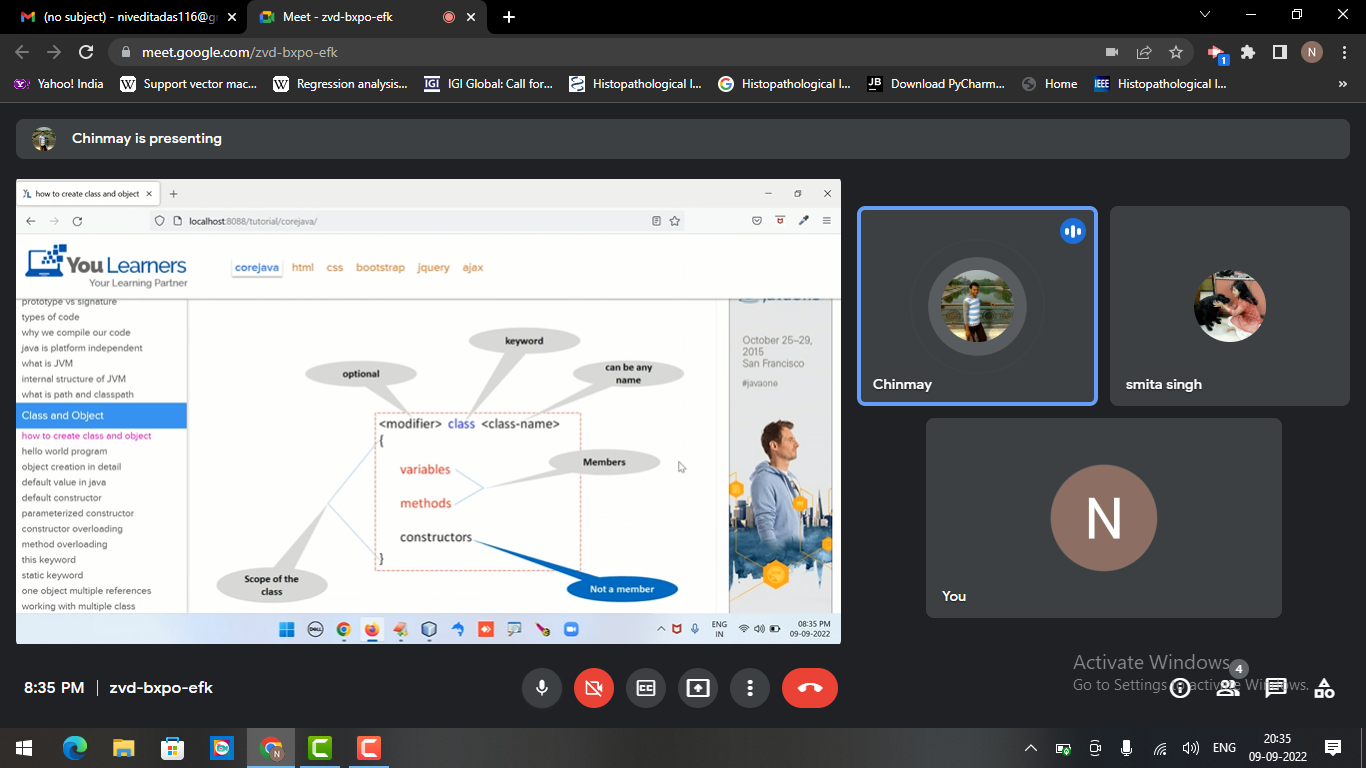 (no subject) - niveditadas116@g
Meet - zvd-bxpo-efk
meet.google.com/zvd-bxpo-efk
1
N
Yahoo! India
W Support vector mac...
W Regression analysis...
IGI IGI Global: Call for...
Histopathological I...
G Histopathological I...
JB Download PyCharm...
Home
IEEE Histopathological I...
»
Chinmay is presenting
YL how to create class and object
localhost:8088/tutorial/corejava/
You Learners
Your Learning Partner
corejava html css bootstrap jquery ajax
prototype vs signature
types of code
why we compile our code
java is platform independent
what is JVM
internal structure of JVM
what is path and classpath
Class and Object
how to create class and object
hello world program
object creation in detail
default value in java
default constructor
parameterized constructor
constructor overloading
method overloading
this keyword
static keyword
one object multiple references
working with multiple class
keyword
optional
can be any
name
<modifier> class <class-name>
{
variables
Members
methods
constructors
}
Scope of the
class
Not a member
October 25–29,
2015
San Francisco
#javaone
DELL
ENG
IN
08:35 PM
09-09-2022
Chinmay
smita singh
N
You
8:35 PM | zvd-bxpo-efk
CC
4
Activate Windows
Go to Settings to activate Windows.
N
C
C
ENG
20:35
09-09-2022